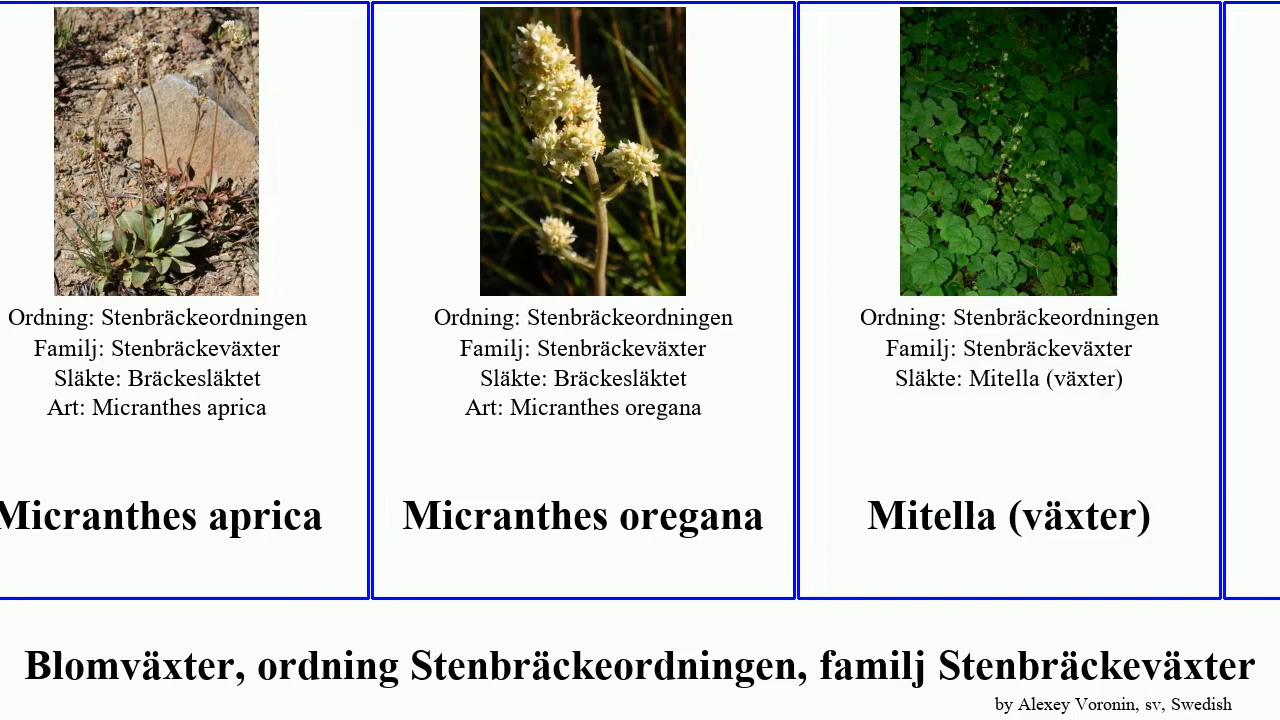 Ordning: Stenbräckeordningen
Familj: Stenbräckeväxter
Släkte: Bräckesläktet
Art: Micranthes aprica
Micranthes aprica
Ordning: Stenbräckeordningen
Familj: Stenbräckeväxter
Släkte: Bräckesläktet
Art: Micranthes oregana
Micranthes oregana
Ordning: Stenbräckeordningen
Familj: Stenbräckeväxter
Släkte: Mitella (växter)
Mitella (växter)
Blomväxter, ordning Stenbräckeordningen, familj Stenbräckeväxter
by Alexey Voronin, sv, Swedish